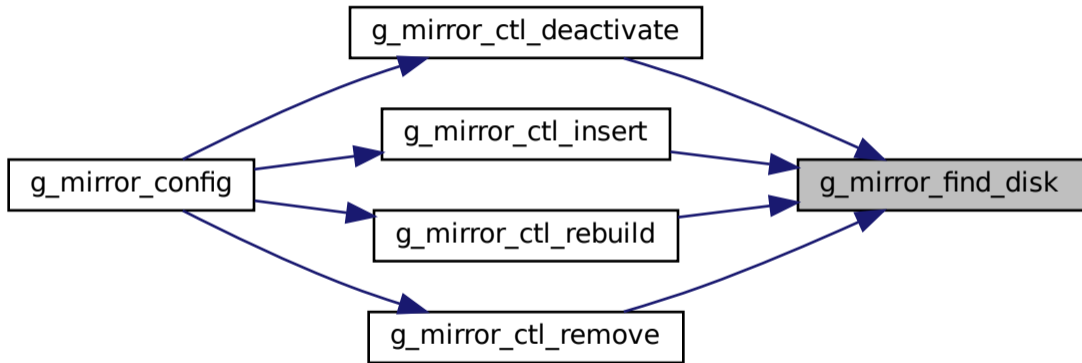 g_mirror_ctl_deactivate
g_mirror_ctl_insert
g_mirror_config
g_mirror_find_disk
g_mirror_ctl_rebuild
g_mirror_ctl_remove